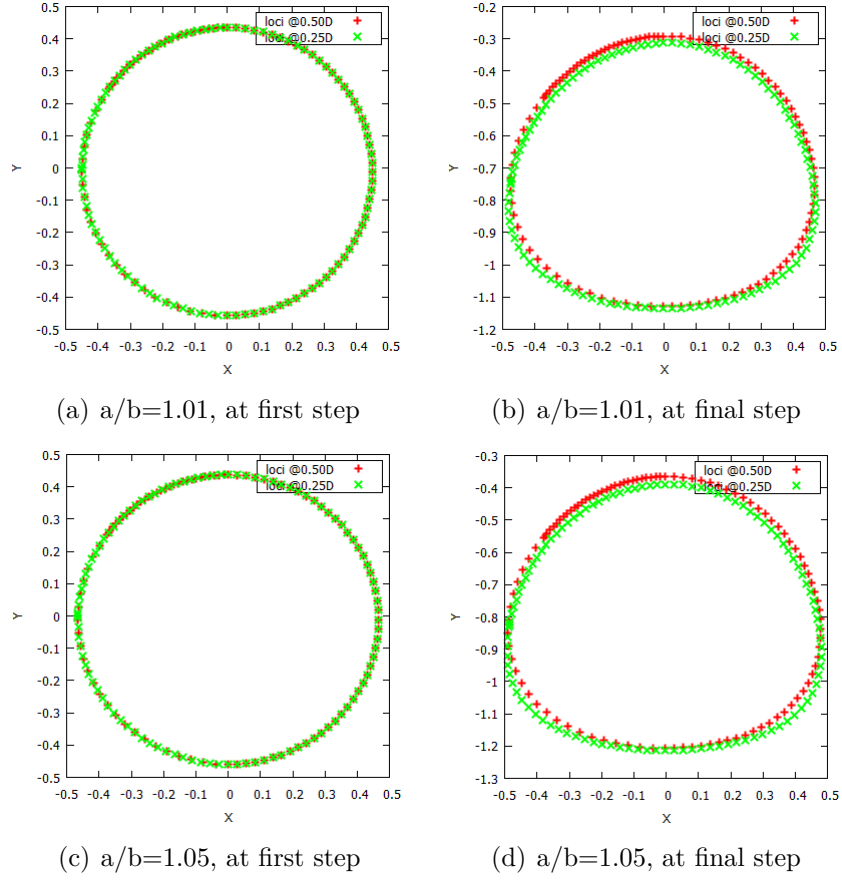 loci @0.50D
loci @0.25D
0.5
0.4
0.3
0.2
0.1
0
-0.1
-0.2
-0.3
-0.4
-0.5
Y
-0.5 -0.4 -0.3 -0.2 -0.1 0 0.1 0.2 0.3 0.4 0.5
X
(a) a/b=1.01, at first step
loci @0.50D
loci @0.25D
-0.2
-0.3
-0.4
-0.5
-0.6
-0.7
-0.8
-0.9
-1
-1.1
-1.2
Y
-0.5 -0.4 -0.3 -0.2 -0.1 0 0.1 0.2 0.3 0.4 0.5
X
(b) a/b=1.01, at final step
loci @0.50D
loci @0.25D
0.5
0.4
0.3
0.2
0.1
0
-0.1
-0.2
-0.3
-0.4
-0.5
Y
-0.5 -0.4 -0.3 -0.2 -0.1 0 0.1 0.2 0.3 0.4 0.5
X
(c) a/b=1.05, at first step
loci @0.50D
loci @0.25D
-0.3
-0.4
-0.5
-0.6
-0.7
-0.8
-0.9
-1
-1.1
-1.2
-1.3
Y
-0.5 -0.4 -0.3 -0.2 -0.1 0 0.1 0.2 0.3 0.4 0.5
X
(d) a/b=1.05, at final step